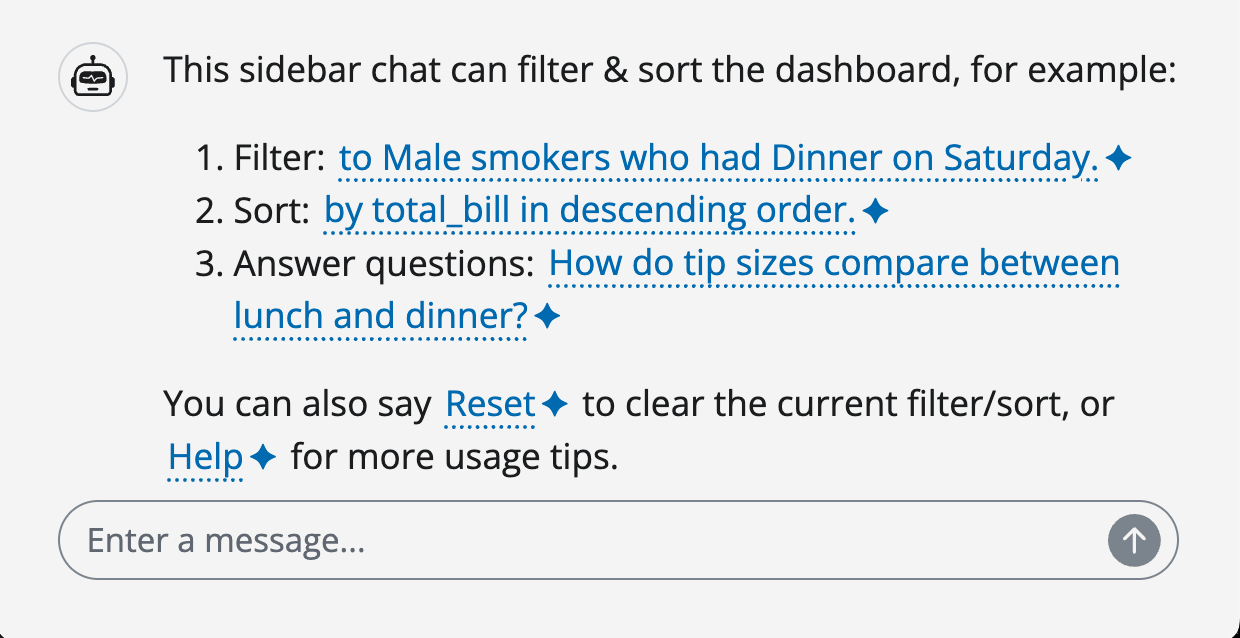 This sidebar chat can filter & sort the dashboard, for example:
1. Filter: to Male smokers who had Dinner on Saturday.
2. Sort: by total_bill in descending order.
3. Answer questions: How do tip sizes compare between
lunch and dinner?
You can also say Reset to clear the current filter/sort, or
Help for more usage tips.
Enter a message...